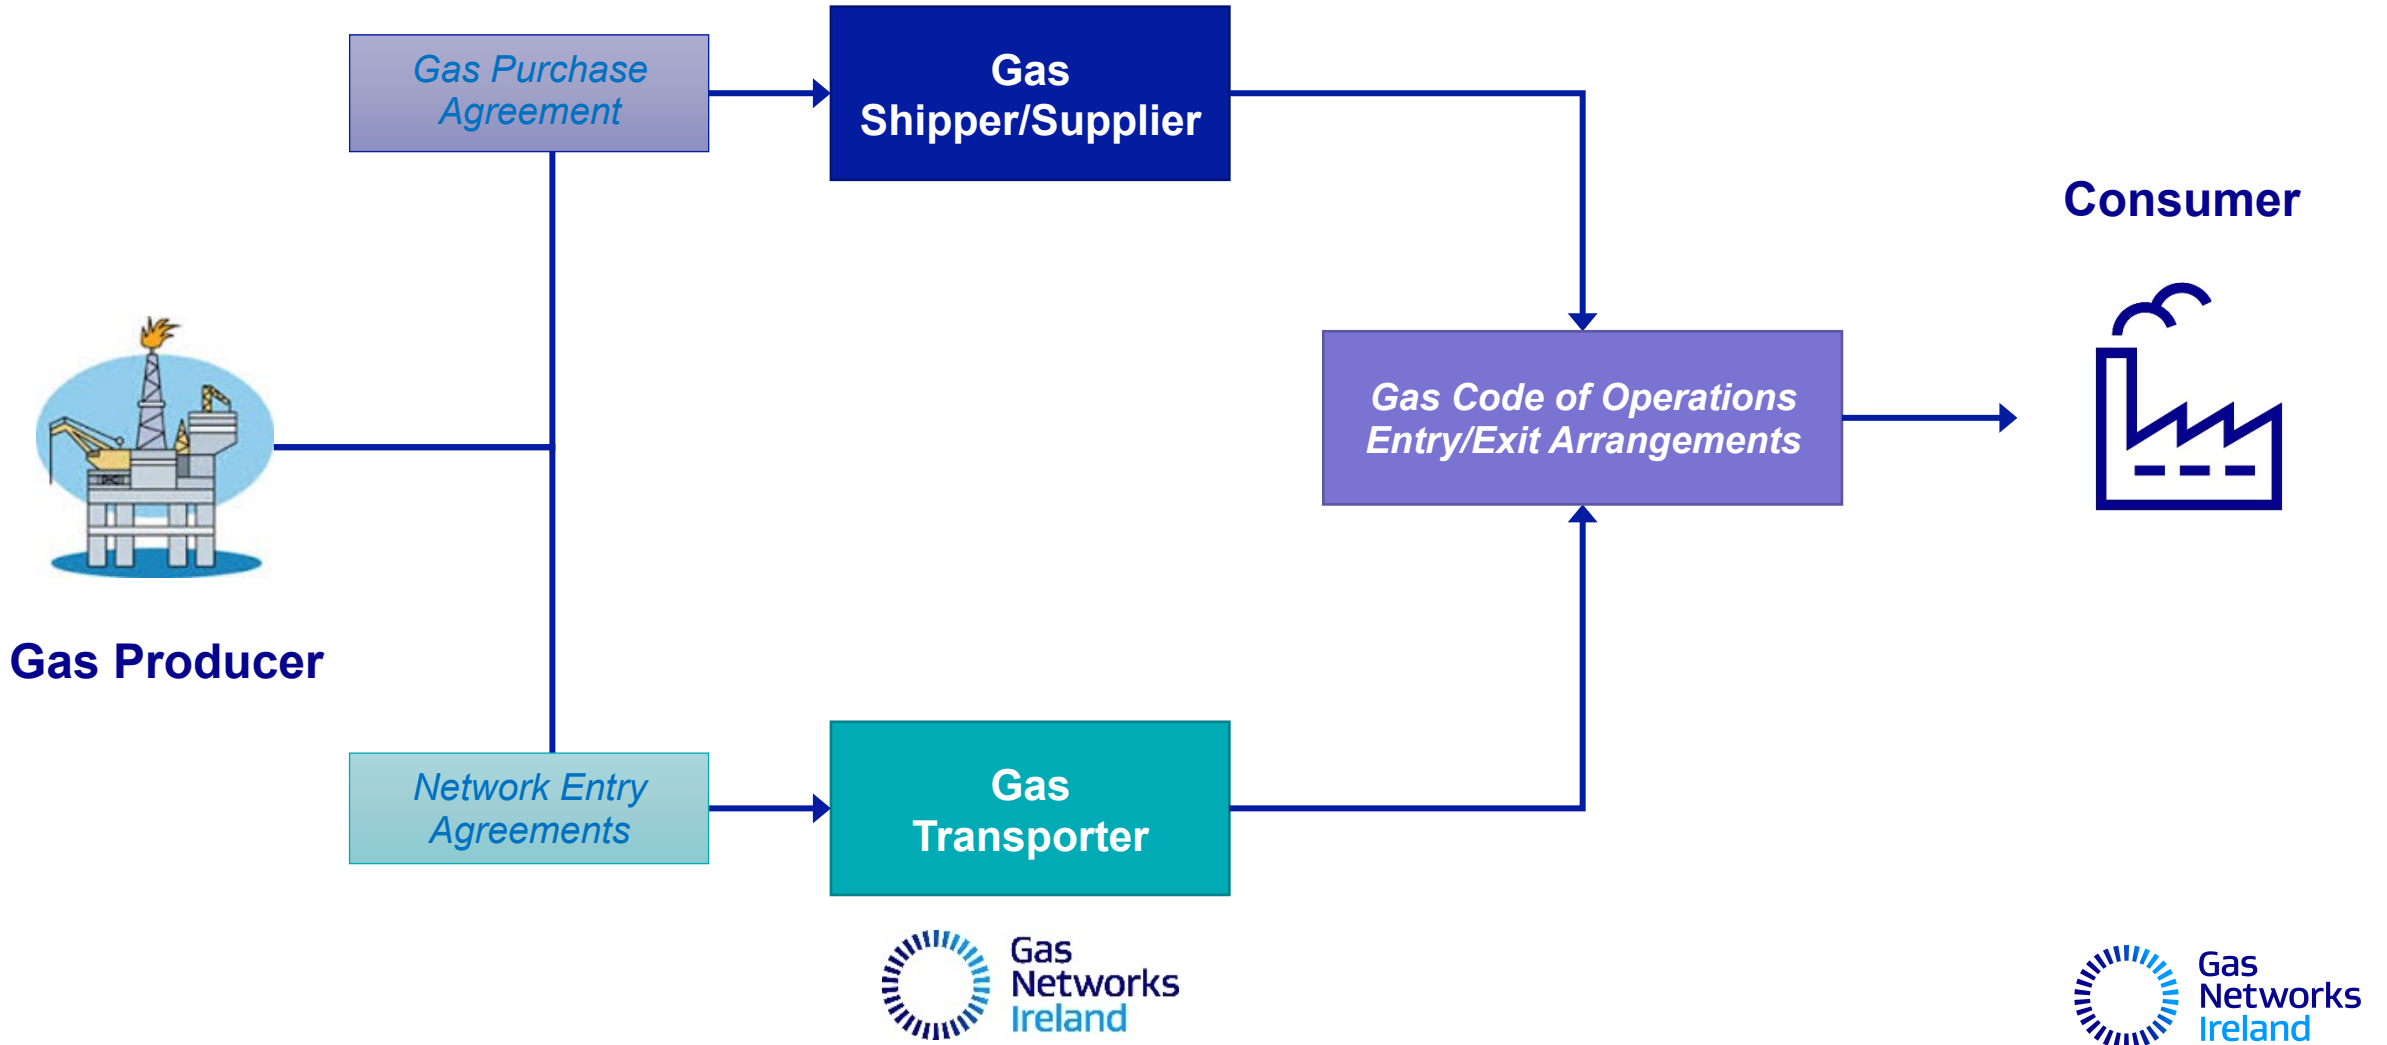 Gas Purchase
Agreement
Gas
Shipper/Supplier
Consumer
Gas Code of Operations
Entry/Exit Arrangements
Gas Producer
Network Entry
Agreements
Gas
Transporter
Gas
Networks
Ireland
Gas
Networks
Ireland